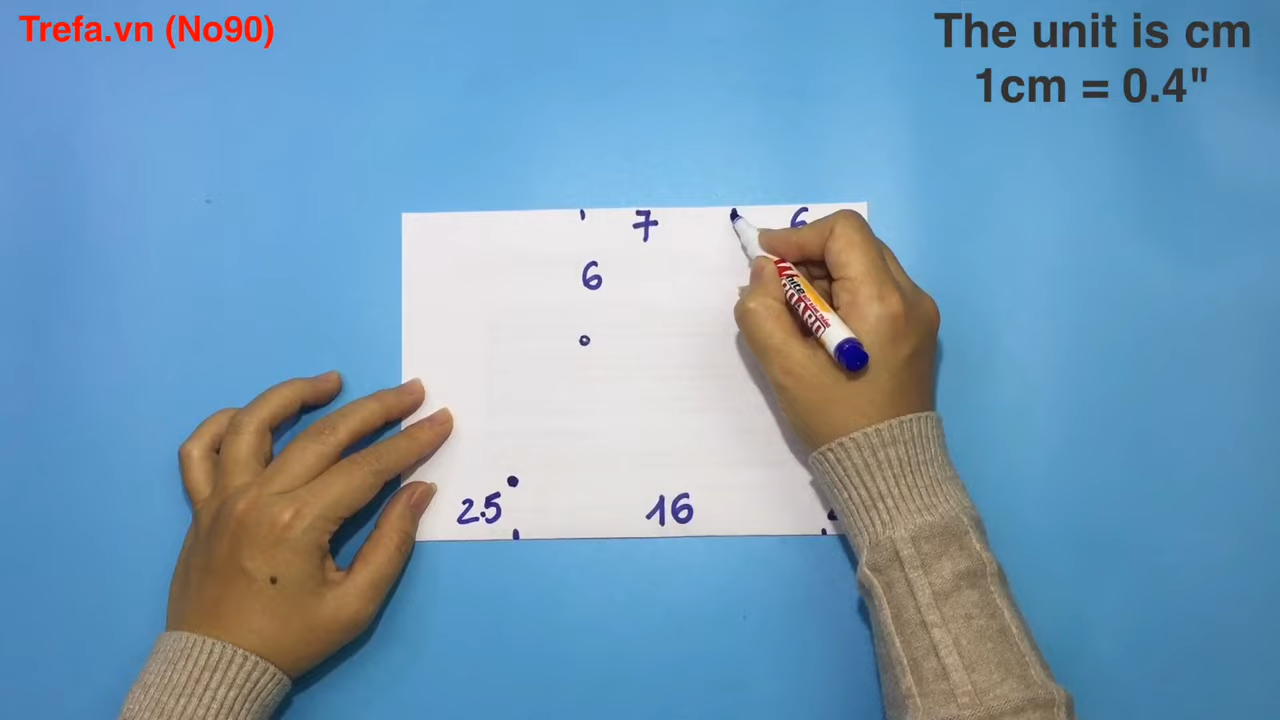 Trefa.vn (No90)
The unit is cm
1cm = 0.4"
7 6
6
2.5 16